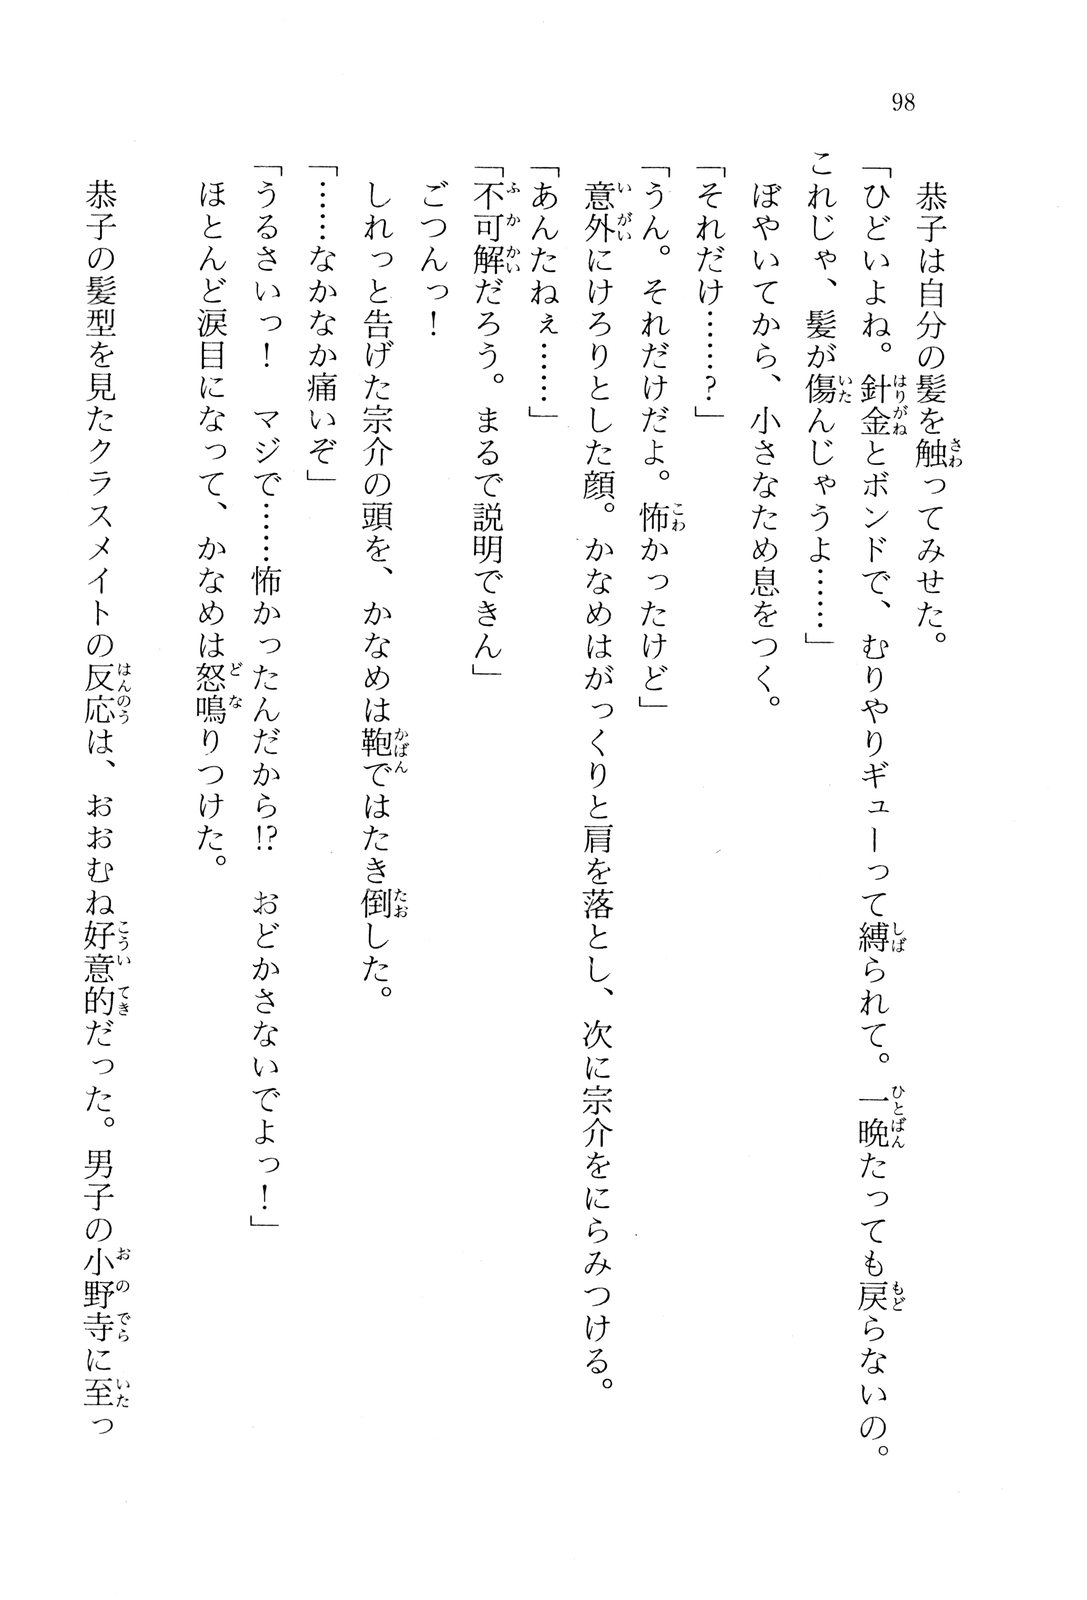 98
恭子は自分の髪を触ってみせた。
「ひどいよね。針金とボンドで、むりやりギューって縛られて。一晩たっても戻らないの。
これじゃ、髪が傷んじゃうよ……」
ぼやいてから、小さなため息をつく。
「それだけ……?」
「うん。それだけだよ。怖かったけど」
意外にけろりとした顔。かなめはがっくりと肩を落とし、次に宗介をにらみつける。
「あんたねぇ……」
「不可解だろう。まるで説明できん」
ごつんっ!
しれっと告げた宗介の頭を、かなめは鞄ではたき倒した。
「……なかなか痛いぞ」
「うるさいっ! マジで……怖かったんだから!? おどかさないでよっ!」
ほとんど涙目になって、かなめは怒鳴りつけた。
恭子の髪型を見たクラスメイトの反応は、おおむね好意的だった。男子の小野寺に至っ